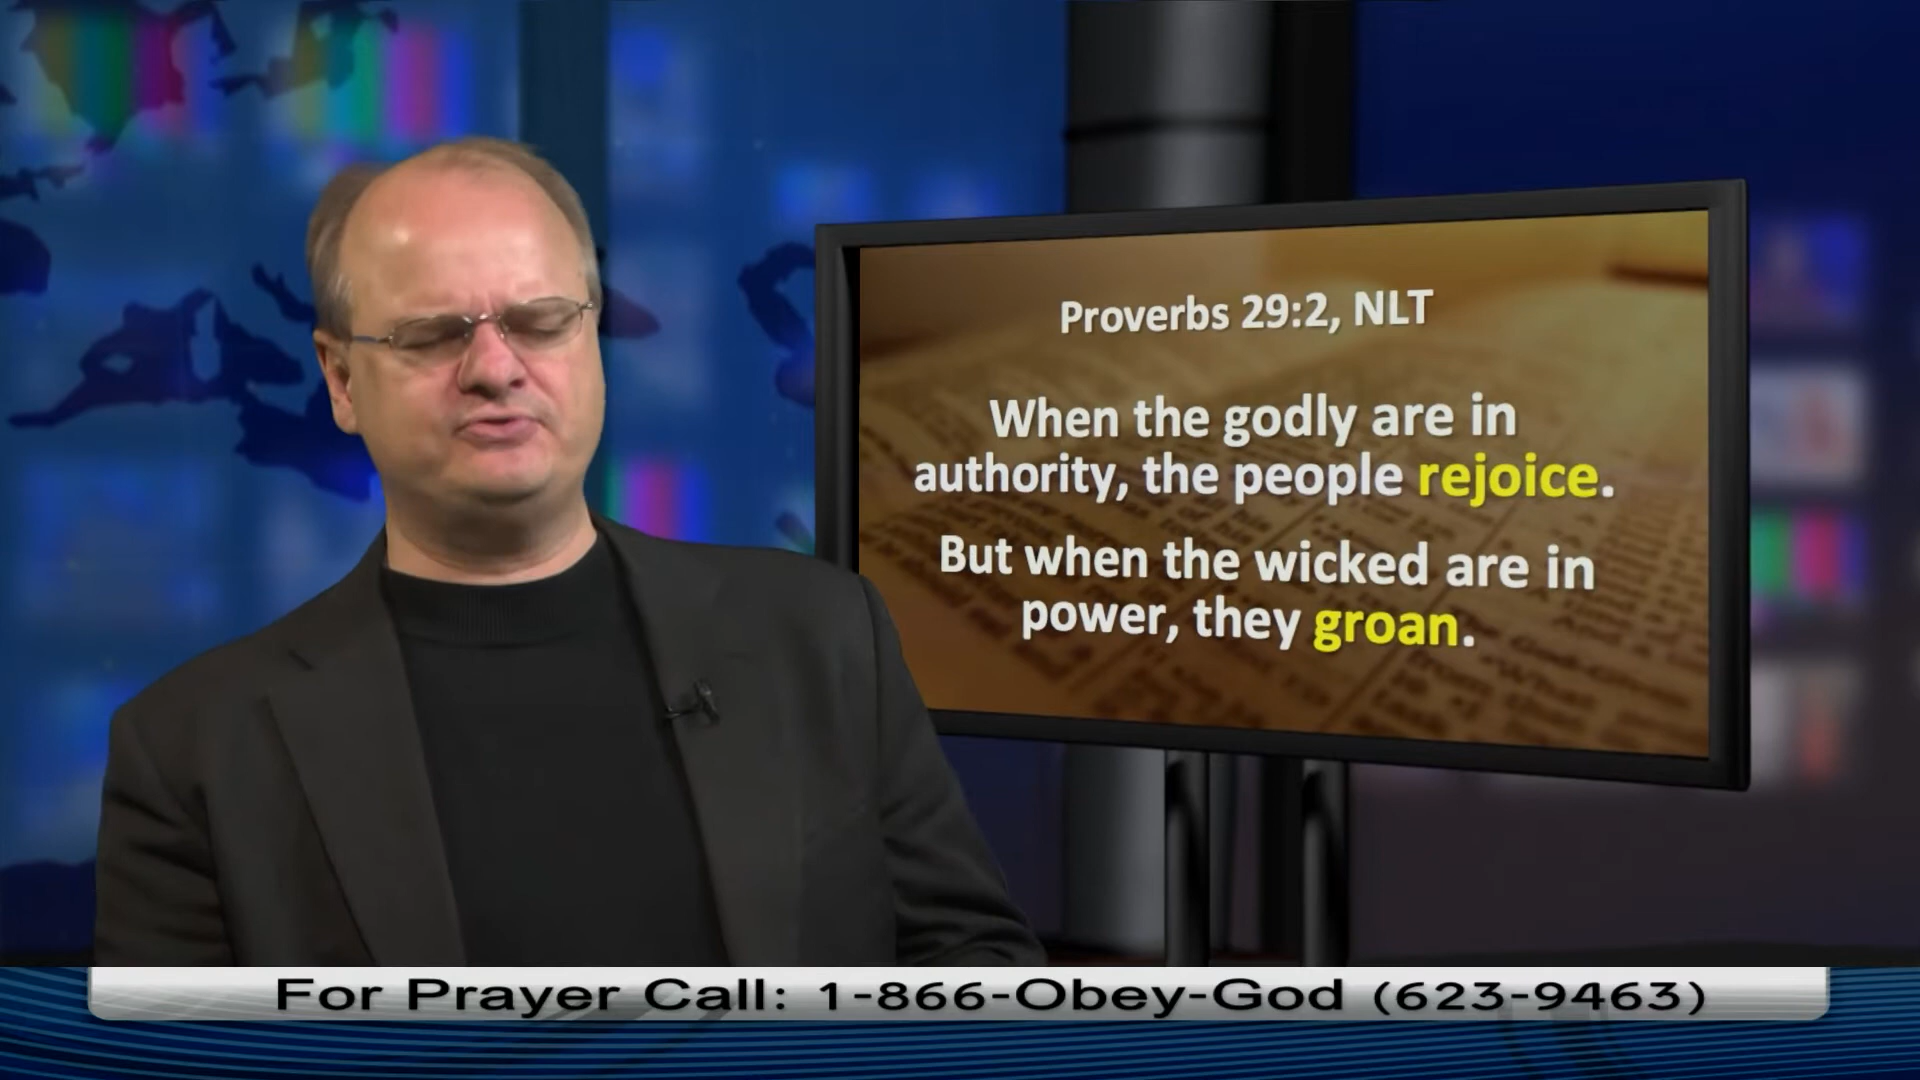 Proverbs 29:2, NLT
When the godly are in
authority, the people rejoice.
But when the wicked are in
power, they groan.
For Prayer Call: 1-866-Obey-God (623-9463)